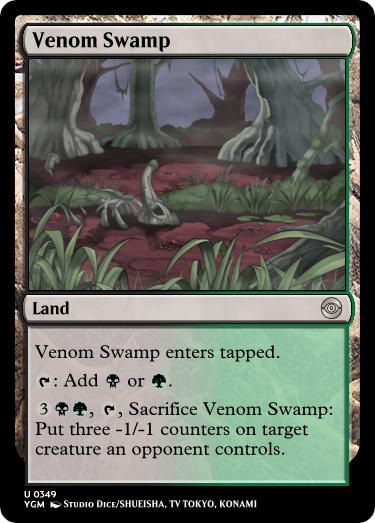 Venom Swamp
Land
Venom Swamp enters tapped.
: Add or .
3 , , Sacrifice Venom Swamp:
Put three -1/-1 counters on target
creature an opponent controls.
U 0349
YGM Studio Dice/SHUEISHA, TV TOKYO, KONAMI